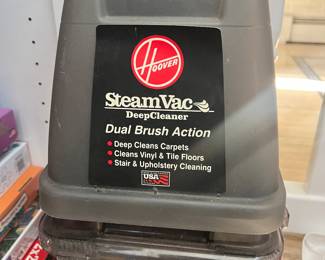 HOOVER
SteamVac
DeepCleaner
Dual Brush Action
• Deep Cleans Carpets
• Cleans Vinyl & Tile Floors
• Stair & Upholstery Cleaning
USA